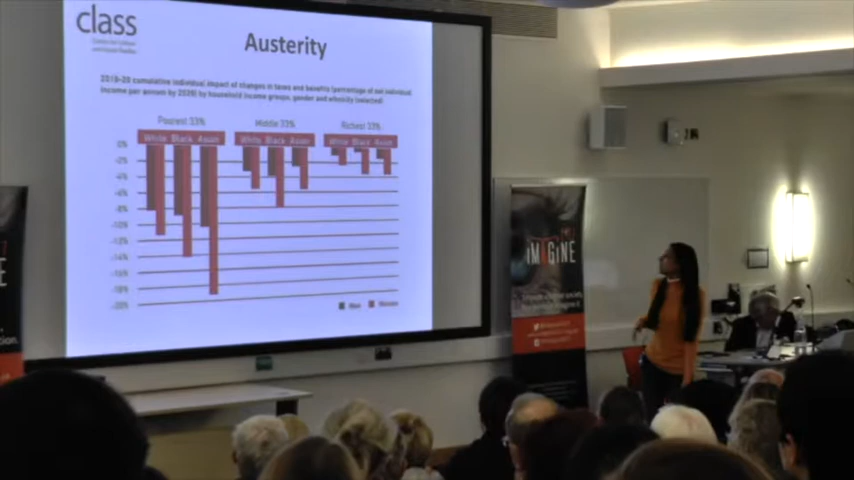 class
Austerity
2010-20 cumulative individual impact of changes in taxes and benefits (percentage of net individual
income per annum by 2020) by household income groups, gender and ethnicity (selected)
Poorest 33% Middle 33% Richest 33%
White Black Asian White Black Asian White Black Asian
0%
-2%
-4%
-6%
-8%
-10%
-12%
-14%
-16%
-18%
-20%
Men Women
iMAGiNE
E